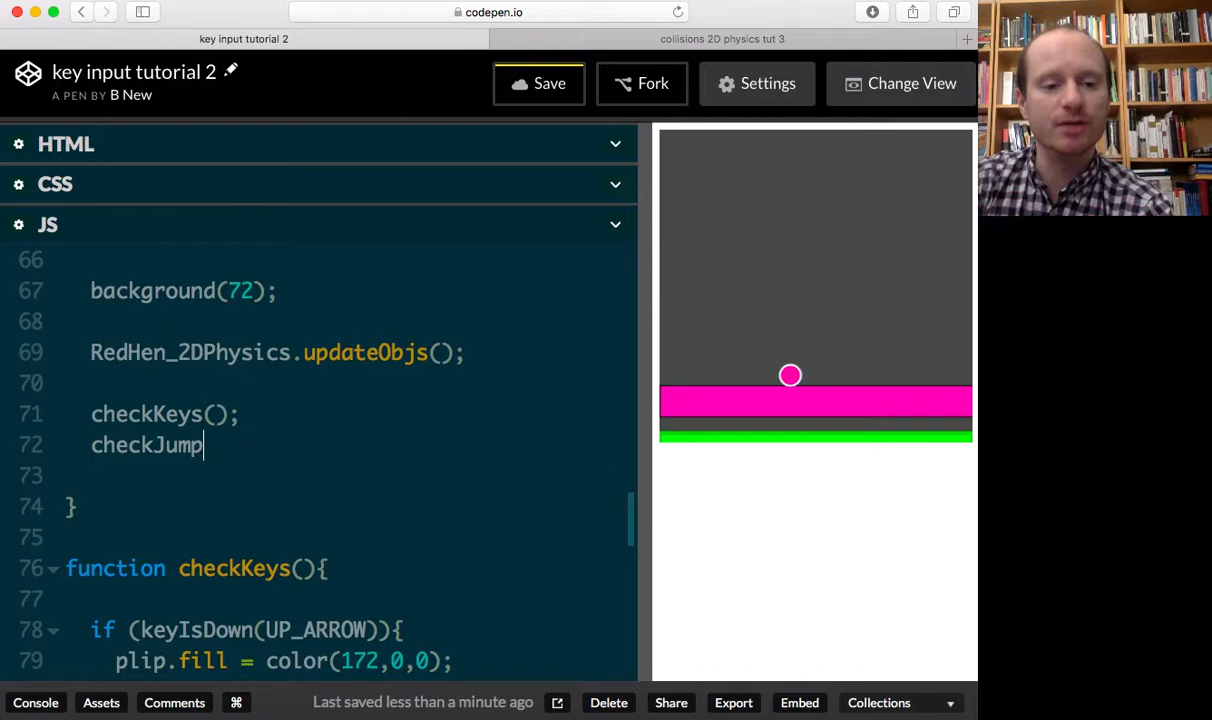 codepen.io
key input tutorial 2
collisions 2D physics tut 3
key input tutorial 2
A PEN BY B New
Save
Fork
Settings
Change View
HTML
CSS
JS
66
67 background(72);
68
69 RedHen_2DPhysics.updateObjs();
70
71 checkKeys();
72 checkJump
73
74 }
75
76 function checkKeys(){
77
78 if (keyIsDown(UP_ARROW)){
79 plip.fill = color(172,0,0);
Console
Assets
Comments
⌘
Last saved less than a minute ago
Delete
Share
Export
Embed
Collections